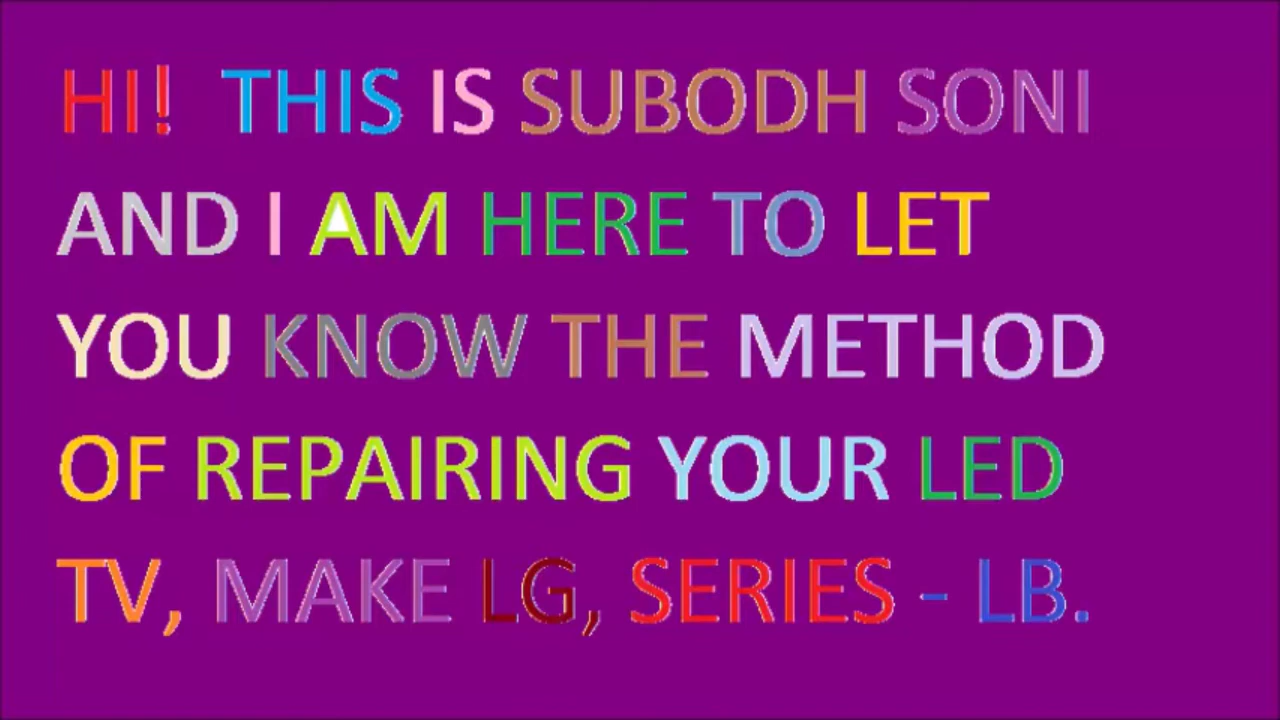 HI!  THIS IS SUBODH SONI
AND I AM HERE TO LET
YOU KNOW THE METHOD
OF REPAIRING YOUR LED
TV, MAKE LG, SERIES - LB.